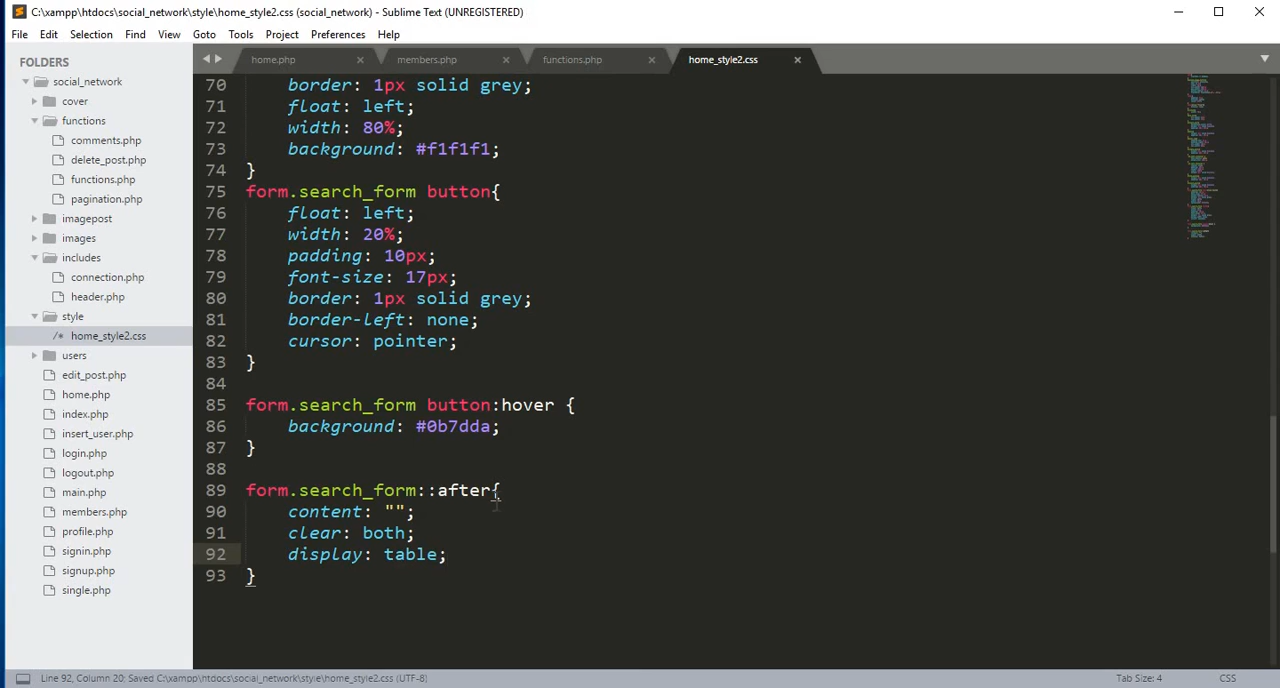 C:\xampp\htdocs\social_network\style\home_style2.css (social_network) - Sublime Text (UNREGISTERED)
File Edit Selection Find View Goto Tools Project Preferences Help
FOLDERS
social_network
cover
functions
comments.php
delete_post.php
functions.php
pagination.php
imagepost
images
includes
connection.php
header.php
style
/* home_style2.css
users
edit_post.php
home.php
index.php
insert_user.php
login.php
logout.php
main.php
members.php
profile.php
signin.php
signup.php
single.php
home.php × members.php × functions.php × home_style2.css ×
70 border: 1px solid grey;
71 float: left;
72 width: 80%;
73 background: #f1f1f1;
74 }
75 form.search_form button{
76 float: left;
77 width: 20%;
78 padding: 10px;
79 font-size: 17px;
80 border: 1px solid grey;
81 border-left: none;
82 cursor: pointer;
83 }
84
85 form.search_form button:hover {
86 background: #0b7dda;
87 }
88
89 form.search_form::after{
90 content: "";
91 clear: both;
92 display: table;
93 }
Line 92, Column 20; Saved C:\xampp\htdocs\social_network\style\home_style2.css (UTF-8) Tab Size: 4 CSS